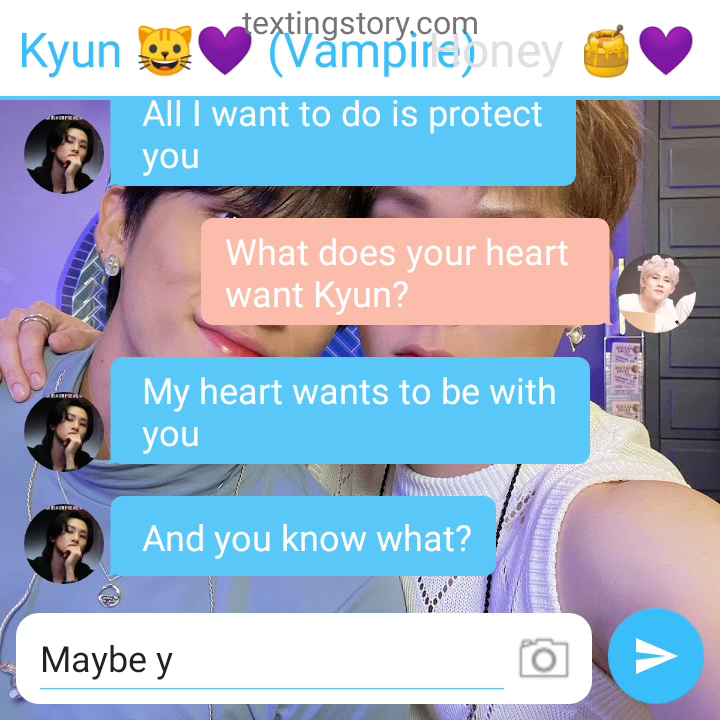 textingstory.com
Kyun 😺💜 (Vampire) Honey 🍯💜
All I want to do is protect
you
What does your heart
want Kyun?
My heart wants to be with
you
And you know what?
Maybe y